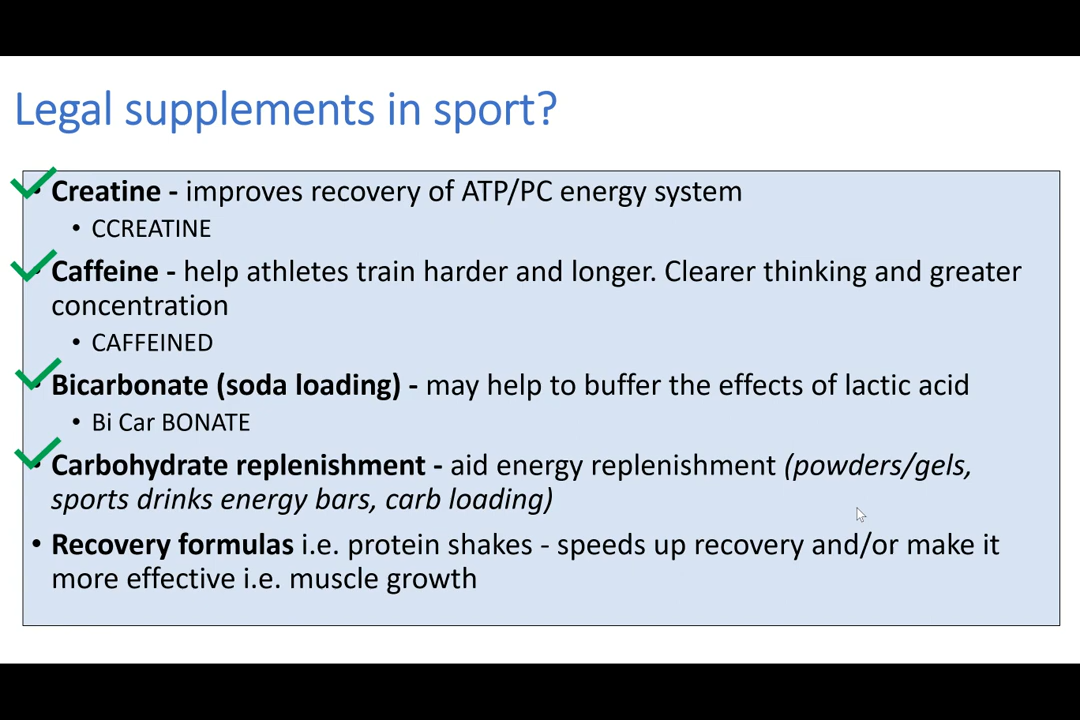 Legal supplements in sport?
• Creatine - improves recovery of ATP/PC energy system
• CCREATINE
• Caffeine - help athletes train harder and longer. Clearer thinking and greater
concentration
• CAFFEINED
• Bicarbonate (soda loading) - may help to buffer the effects of lactic acid
• Bi Car BONATE
• Carbohydrate replenishment - aid energy replenishment (powders/gels,
sports drinks energy bars, carb loading)
• Recovery formulas i.e. protein shakes - speeds up recovery and/or make it
more effective i.e. muscle growth